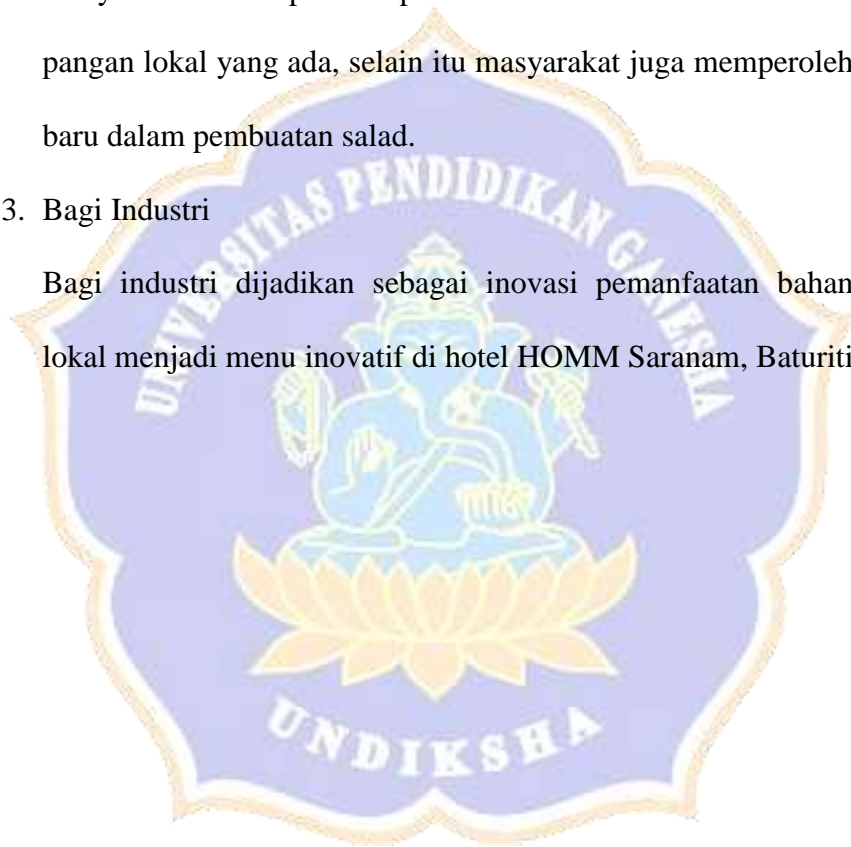 pangan lokal yang ada, selain itu masyarakat juga memperoleh
baru dalam pembuatan salad.
3. Bagi Industri
Bagi industri dijadikan sebagai inovasi pemanfaatan bahan
lokal menjadi menu inovatif di hotel HOMM Saranam, Baturiti
UNIVERSITAS PENDIDIKAN GANESHA
UNDIKSHA